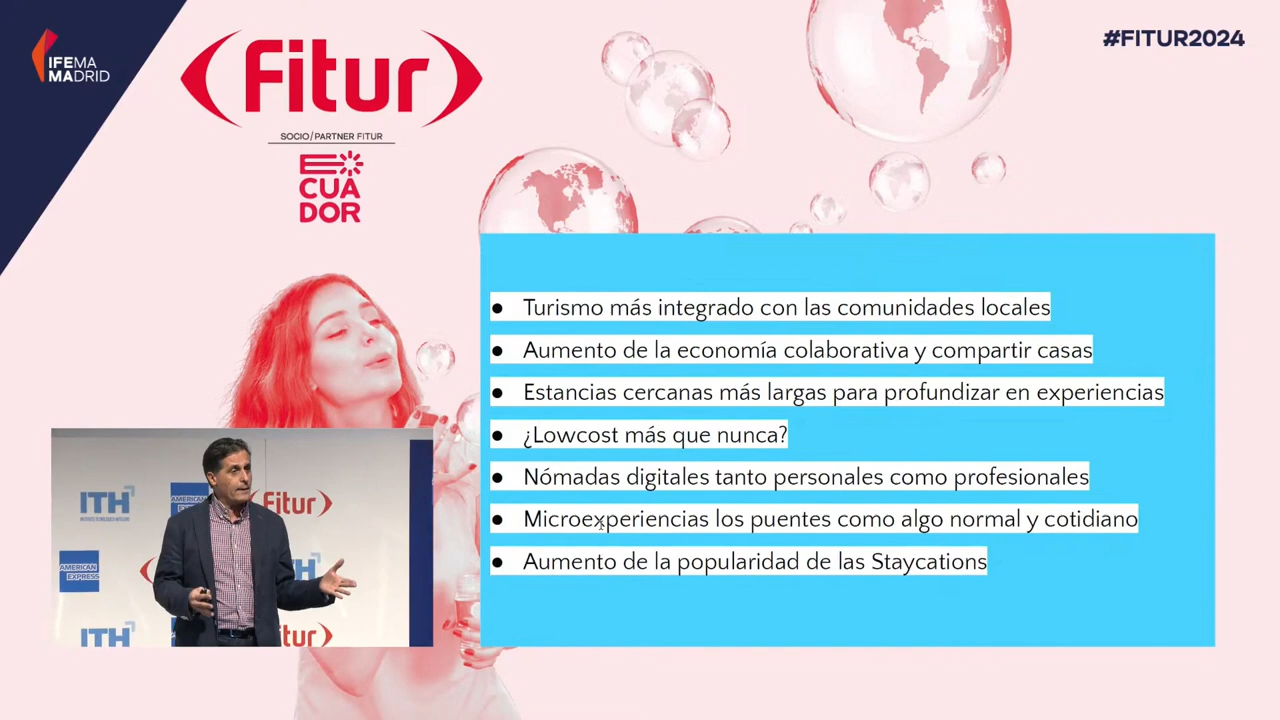 IFEMA
MADRID
Fitur
#FITUR2024
SOCIO/PARTNER FITUR
ECUADOR
● Turismo más integrado con las comunidades locales
● Aumento de la economía colaborativa y compartir casas
● Estancias cercanas más largas para profundizar en experiencias
● ¿Lowcost más que nunca?
● Nómadas digitales tanto personales como profesionales
● Microexperiencias los puentes como algo normal y cotidiano
● Aumento de la popularidad de las Staycations
ITH
AMERICAN
Fitur
AMERICAN
EXPRESS
ITH